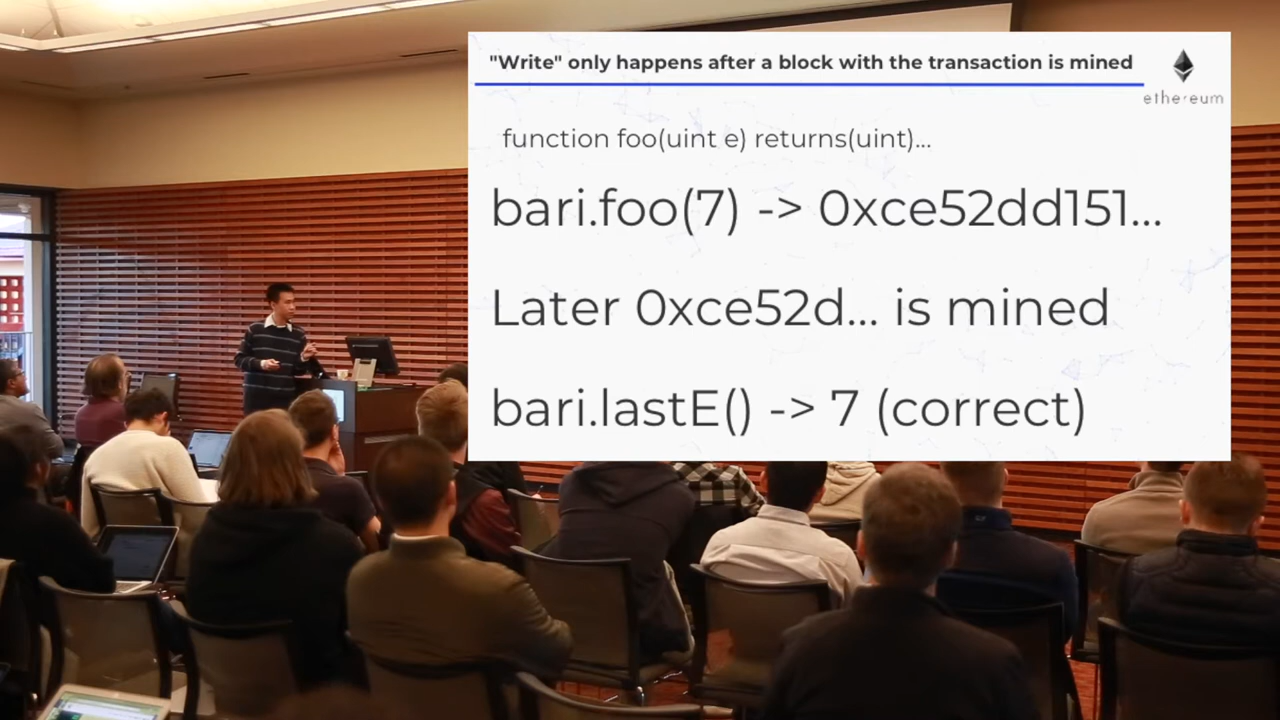 "Write" only happens after a block with the transaction is mined
ethereum
function foo(uint e) returns(uint)...
bari.foo(7) -> 0xce52dd151...
Later 0xce52d... is mined
bari.lastE() -> 7 (correct)